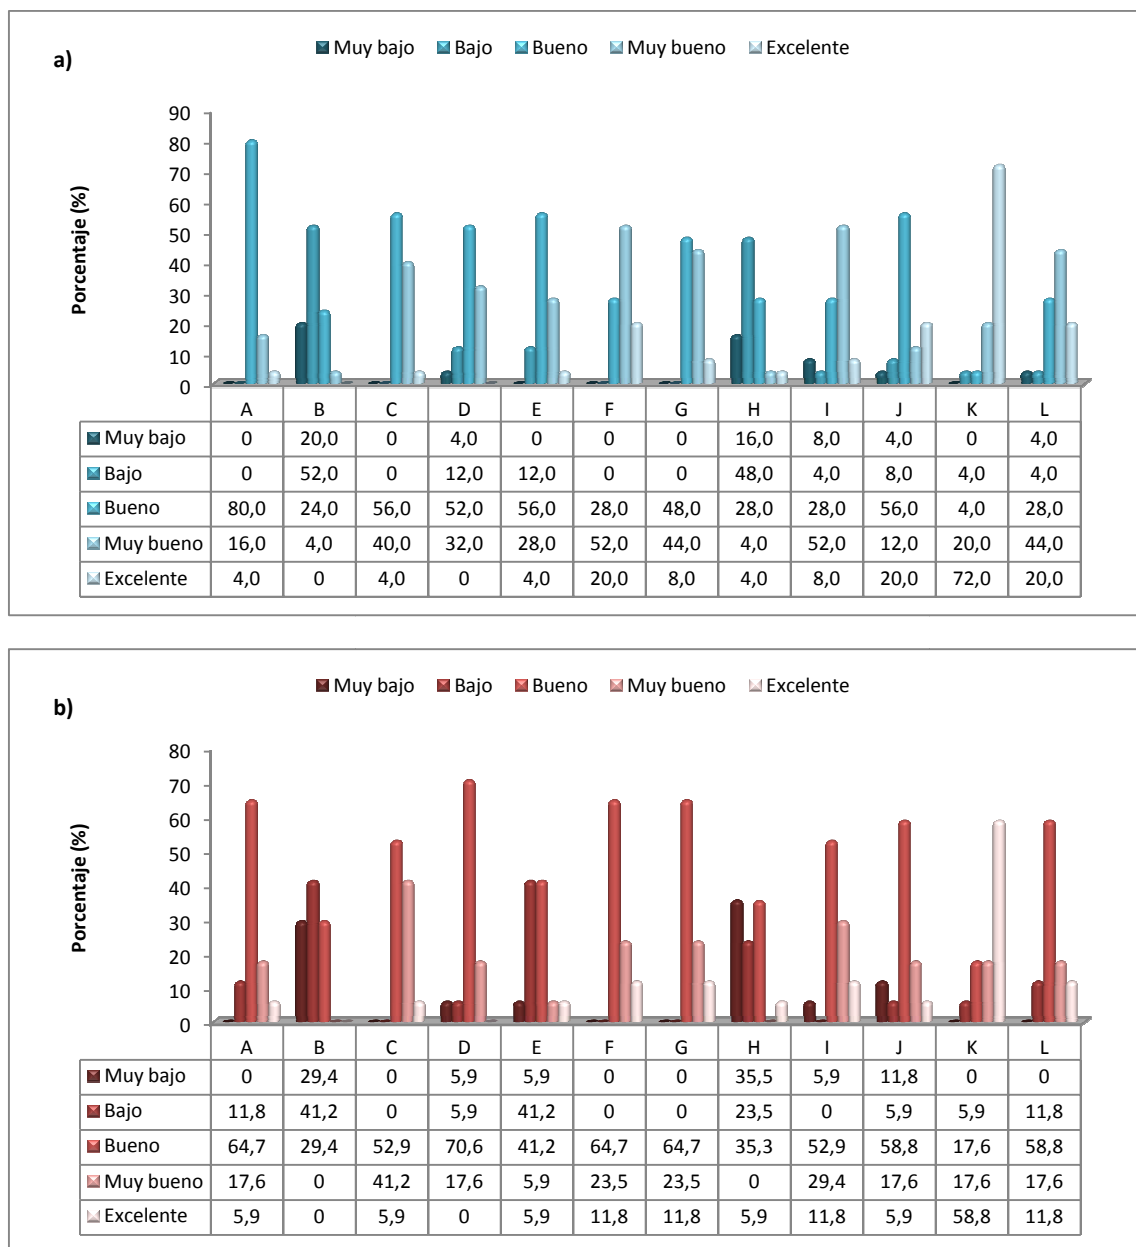 Muy bajo Bajo Bueno Muy bueno Excelente
a)
Porcentaje (%)
90
80
70
60
50
40
30
20
10
0
A B C D E F G H I J K L
Muy bajo 0 20,0 0 4,0 0 0 0 16,0 8,0 4,0 0 4,0
Bajo 0 52,0 0 12,0 12,0 0 0 48,0 4,0 8,0 4,0 4,0
Bueno 80,0 24,0 56,0 52,0 56,0 28,0 48,0 28,0 28,0 56,0 4,0 28,0
Muy bueno 16,0 4,0 40,0 32,0 28,0 52,0 44,0 4,0 52,0 12,0 20,0 44,0
Excelente 4,0 0 4,0 0 4,0 20,0 8,0 4,0 8,0 20,0 72,0 20,0
Muy bajo Bajo Bueno Muy bueno Excelente
b)
Porcentaje (%)
80
70
60
50
40
30
20
10
0
A B C D E F G H I J K L
Muy bajo 0 29,4 0 5,9 5,9 0 0 35,5 5,9 11,8 0 0
Bajo 11,8 41,2 0 5,9 41,2 0 0 23,5 0 5,9 5,9 11,8
Bueno 64,7 29,4 52,9 70,6 41,2 64,7 64,7 35,3 52,9 58,8 17,6 58,8
Muy bueno 17,6 0 41,2 17,6 5,9 23,5 23,5 0 29,4 17,6 17,6 17,6
Excelente 5,9 0 5,9 0 5,9 11,8 11,8 5,9 11,8 5,9 58,8 11,8